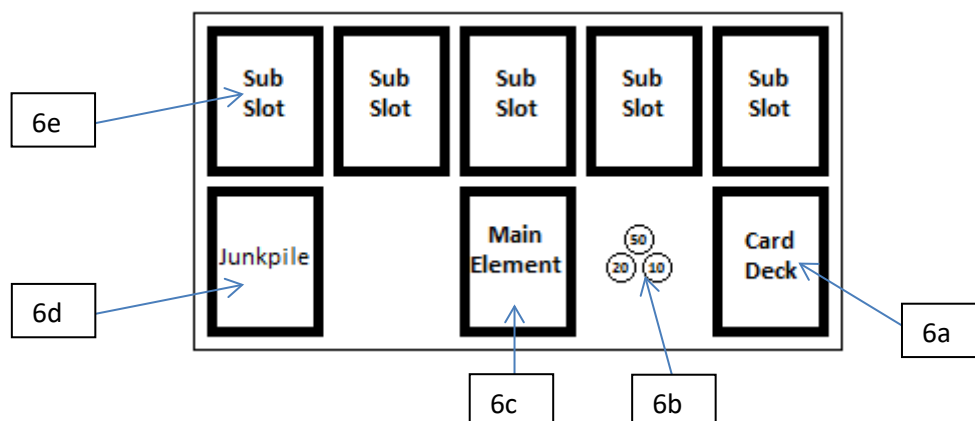 Sub
Slot
Sub
Slot
Sub
Slot
Sub
Slot
Sub
Slot
6e
Junkpile
Main
Element
50
20 10
Card
Deck
6d
6a
6c
6b